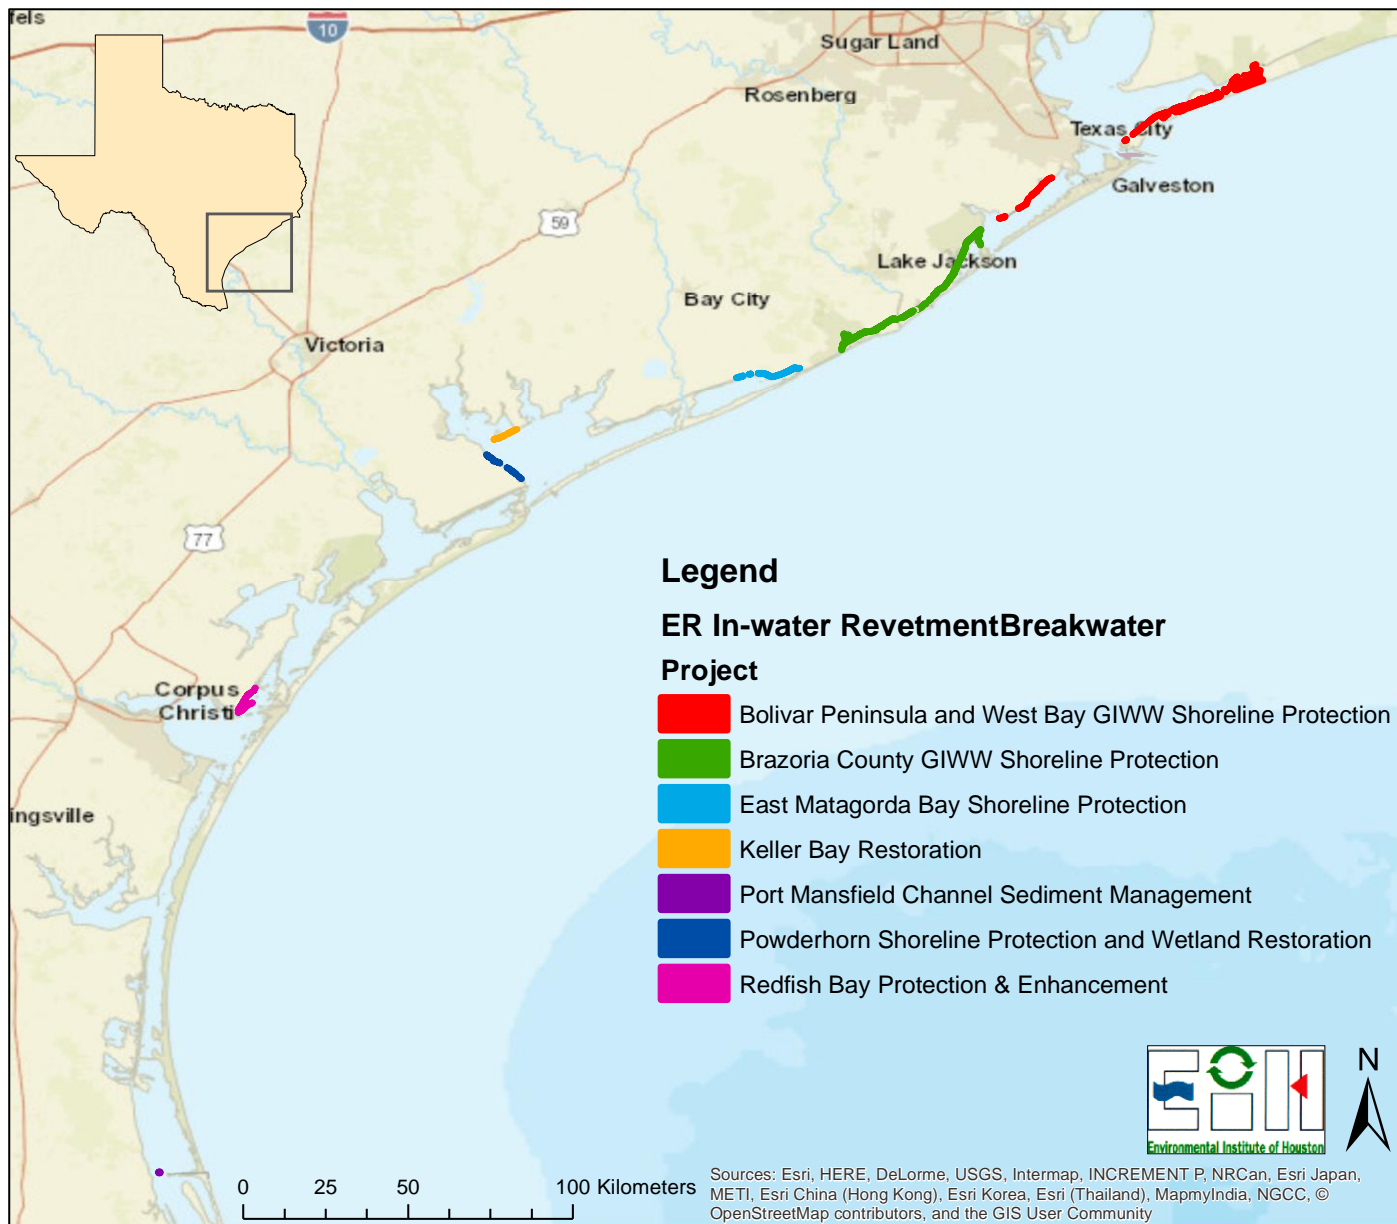 fels
10
Sugar Land
Rosenberg
Texas City
Galveston
59
Lake Jackson
Bay City
Victoria
77
Legend
ER In-water RevetmentBreakwater
Project
Corpus
Christi
Bolivar Peninsula and West Bay GIWW Shoreline Protection
Brazoria County GIWW Shoreline Protection
East Matagorda Bay Shoreline Protection
ingsville
Keller Bay Restoration
Port Mansfield Channel Sediment Management
Powderhorn Shoreline Protection and Wetland Restoration
Redfish Bay Protection & Enhancement
N
Environmental Institute of Houston
0 25 50 100 Kilometers
Sources: Esri, HERE, DeLorme, USGS, Intermap, INCREMENT P, NRCan, Esri Japan,
METI, Esri China (Hong Kong), Esri Korea, Esri (Thailand), MapmyIndia, NGCC, ©
OpenStreetMap contributors, and the GIS User Community